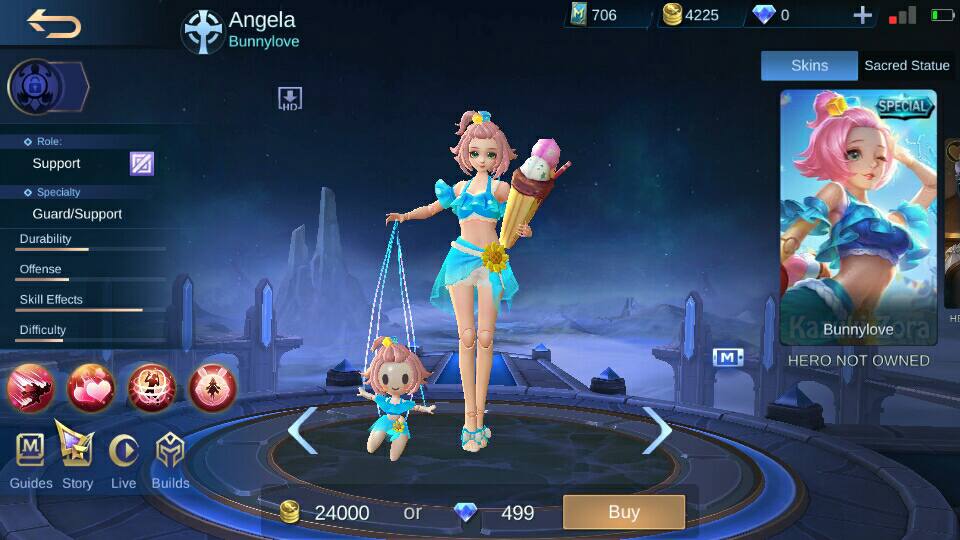 Angela
Bunnylove
706
4225
0
Skins
Sacred Statue
HD
Role:
Support
Specialty
Guard/Support
Durability
Offense
Skill Effects
Difficulty
SPECIAL
Bunnylove
HERO NOT OWNED
M
M
Guides
Story
Live
Builds
24000
or
499
Buy